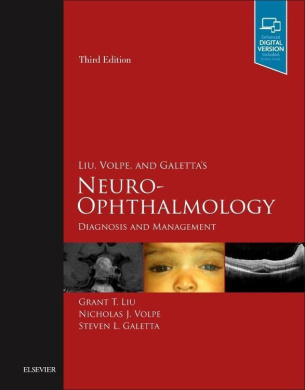 Enhanced
DIGITAL
VERSION
Included
Third Edition
LIU, VOLPE, AND GALETTA'S
NEURO-
OPHTHALMOLOGY
DIAGNOSIS AND MANAGEMENT
GRANT T. LIU
NICHOLAS J. VOLPE
STEVEN L. GALETTA
ELSEVIER